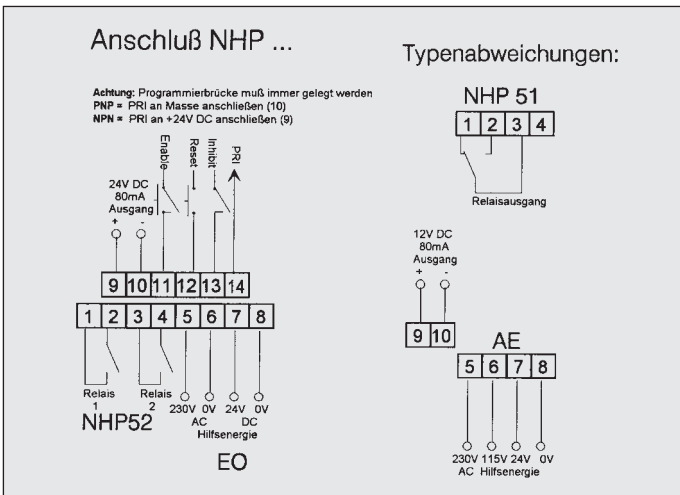 Anschluß NHP ...
Achtung: Programmierbrücke muß immer gelegt werden
PNP = PRI an Masse anschließen (10)
NPN = PRI an +24V DC anschließen (9)
Enable
Reset
Inhibit
PRI
24V DC
80mA
Ausgang
+ -
9 10 11 12 13 14
1 2 3 4 5 6 7 8
Relais
1
Relais
2
NHP52
230V 0V 24V 0V
AC DC
Hilfsenergie
EO
Typenabweichungen:
NHP 51
1 2 3 4
Relaisausgang
12V DC
80mA
Ausgang
+ -
9 10
AE
5 6 7 8
230V 115V 24V 0V
AC Hilfsenergie